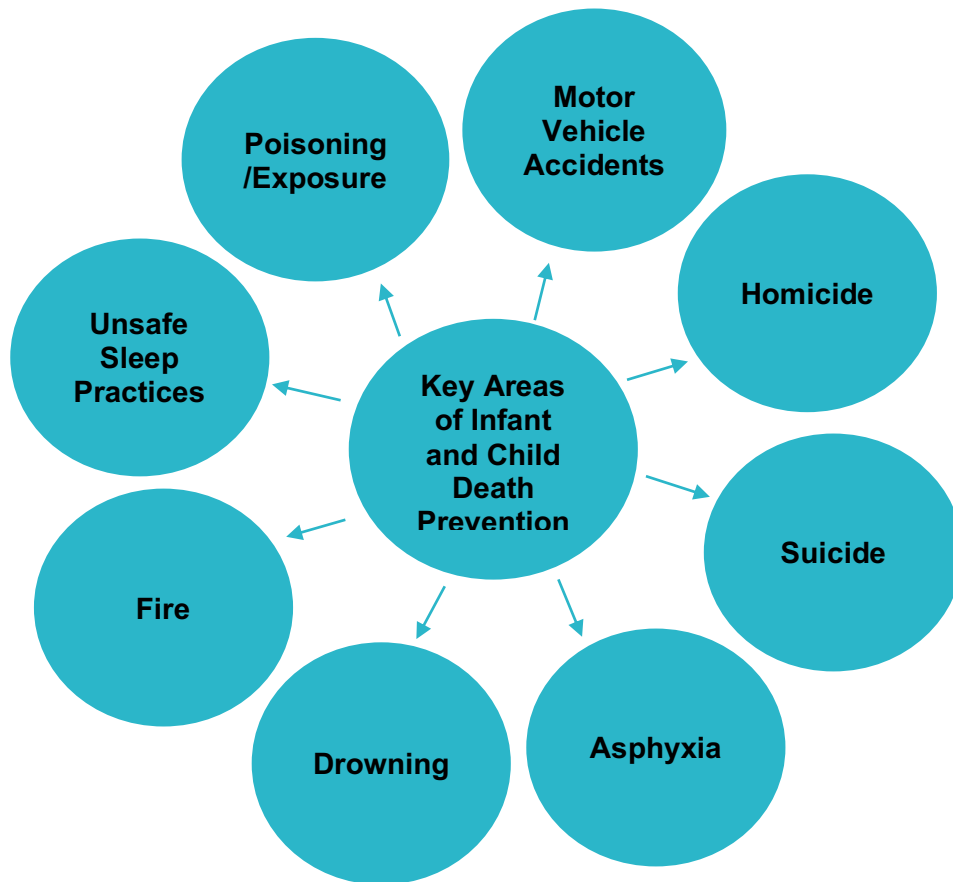 Motor
Vehicle
Accidents
Poisoning
/Exposure
Homicide
Unsafe
Sleep
Practices
Key Areas
of Infant
and Child
Death
Prevention
Suicide
Fire
Asphyxia
Drowning